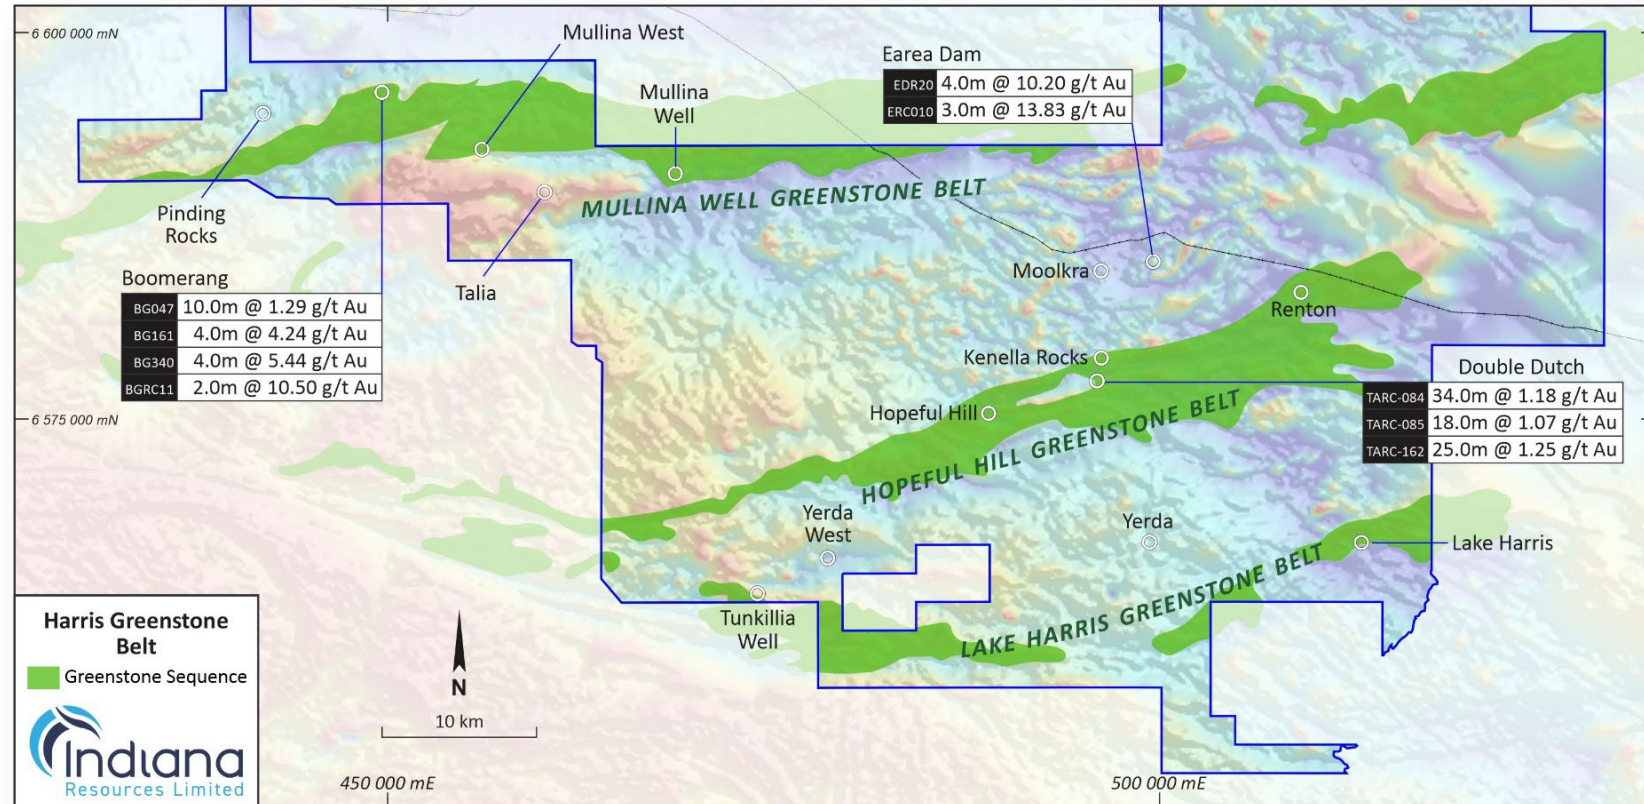 6 600 000 mN
Mullina West
Earea Dam
EDR20 4.0m @ 10.20 g/t Au
ERC010 3.0m @ 13.83 g/t Au
Mullina
Well
Pinding
Rocks
MULLINA WELL GREENSTONE BELT
Boomerang
BG047 10.0m @ 1.29 g/t Au
BG161 4.0m @ 4.24 g/t Au
BG340 4.0m @ 5.44 g/t Au
BGRC11 2.0m @ 10.50 g/t Au
Talia
Moolkra
Renton
Kenella Rocks
Double Dutch
TARC-084 34.0m @ 1.18 g/t Au
TARC-085 18.0m @ 1.07 g/t Au
TARC-162 25.0m @ 1.25 g/t Au
Hopeful Hill
6 575 000 mN
HOPEFUL HILL GREENSTONE BELT
Yerda
West
Yerda
Lake Harris
Tunkillia
Well
LAKE HARRIS GREENSTONE BELT
Harris Greenstone
Belt
Greenstone Sequence
N
10 km
Indiana
Resources Limited
450 000 mE
500 000 mE